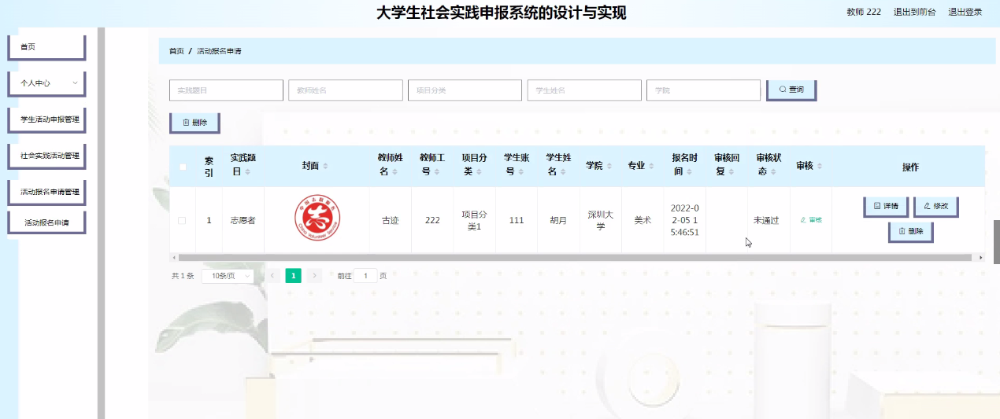 大学生社会实践申报系统的设计与实现
教师 222 退出到前台 退出登录
首页
个人中心
学生活动申报管理
社会实践活动管理
活动报名申请管理
活动报名申请
首页 / 活动报名申请
实践题目 教师姓名 项目分类 学生姓名 学院 查询
删除
索引 实践题目 封面 教师姓名 教师工号 项目分类 学生账号 学生姓名 学院 专业 报名时间 审核回复 审核状态 审核 操作
1 志愿者 古迹 222 项目分类1 111 胡月 深圳大学 美术 2022-02-05 15:46:51 未通过 审核 详情 修改
中国志愿服务
China Volunteer Service
删除
共 1 条 10条/页 1 前往 1 页